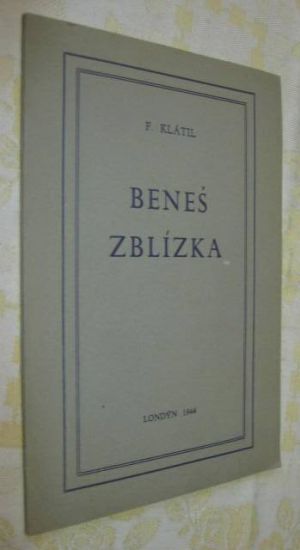 F. KLÁTIL
BENEŠ
ZBLÍZKA
LONDÝN 1944